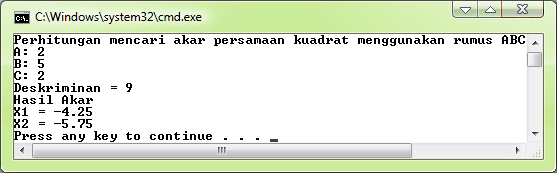 C:\Windows\system32\cmd.exe
Perhitungan mencari akar persamaan kuadrat menggunakan rumus ABC
A: 2
B: 5
C: 2
Deskriminan = 9
Hasil Akar
X1 = -4.25
X2 = -5.75
Press any key to continue . . . _